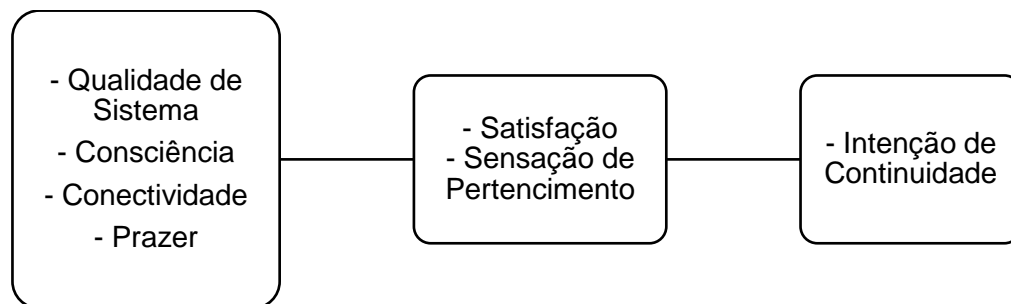 - Qualidade de
Sistema
- Consciência
- Conectividade
- Prazer
- Satisfação
- Sensação de
Pertencimento
- Intenção de
Continuidade